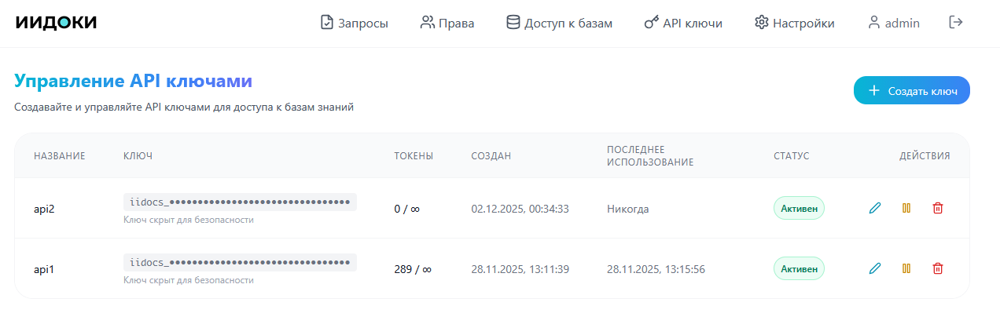 ИИДОКИ
Запросы Права Доступ к базам API ключи Настройки admin
Управление API ключами
Создавайте и управляйте API ключами для доступа к базам знаний
Создать ключ
НАЗВАНИЕ КЛЮЧ ТОКЕНЫ СОЗДАН ПОСЛЕДНЕЕ ИСПОЛЬЗОВАНИЕ СТАТУС ДЕЙСТВИЯ
api2 iidocs_•••••••••••••••••••••••••••••••• 0 / ∞ 02.12.2025, 00:34:33 Никогда Активен
Ключ скрыт для безопасности
api1 iidocs_•••••••••••••••••••••••••••••••• 289 / ∞ 28.11.2025, 13:11:39 28.11.2025, 13:15:56 Активен
Ключ скрыт для безопасности